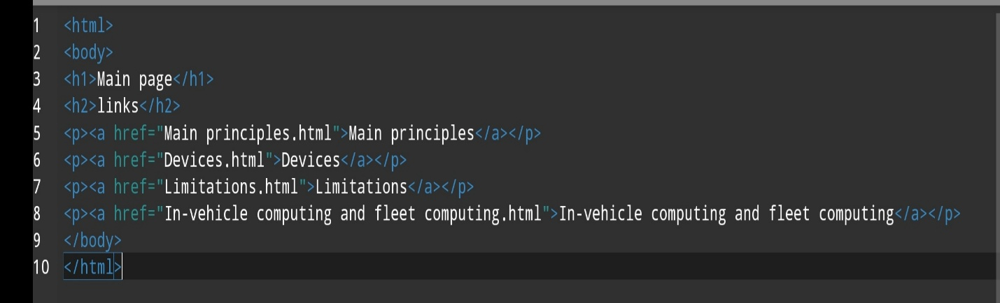 1 <html>
2 <body>
3 <h1>Main page</h1>
4 <h2>links</h2>
5 <p><a href="Main principles.html">Main principles</a></p>
6 <p><a href="Devices.html">Devices</a></p>
7 <p><a href="Limitations.html">Limitations</a></p>
8 <p><a href="In-vehicle computing and fleet computing.html">In-vehicle computing and fleet computing</a></p>
9 </body>
10 </html>